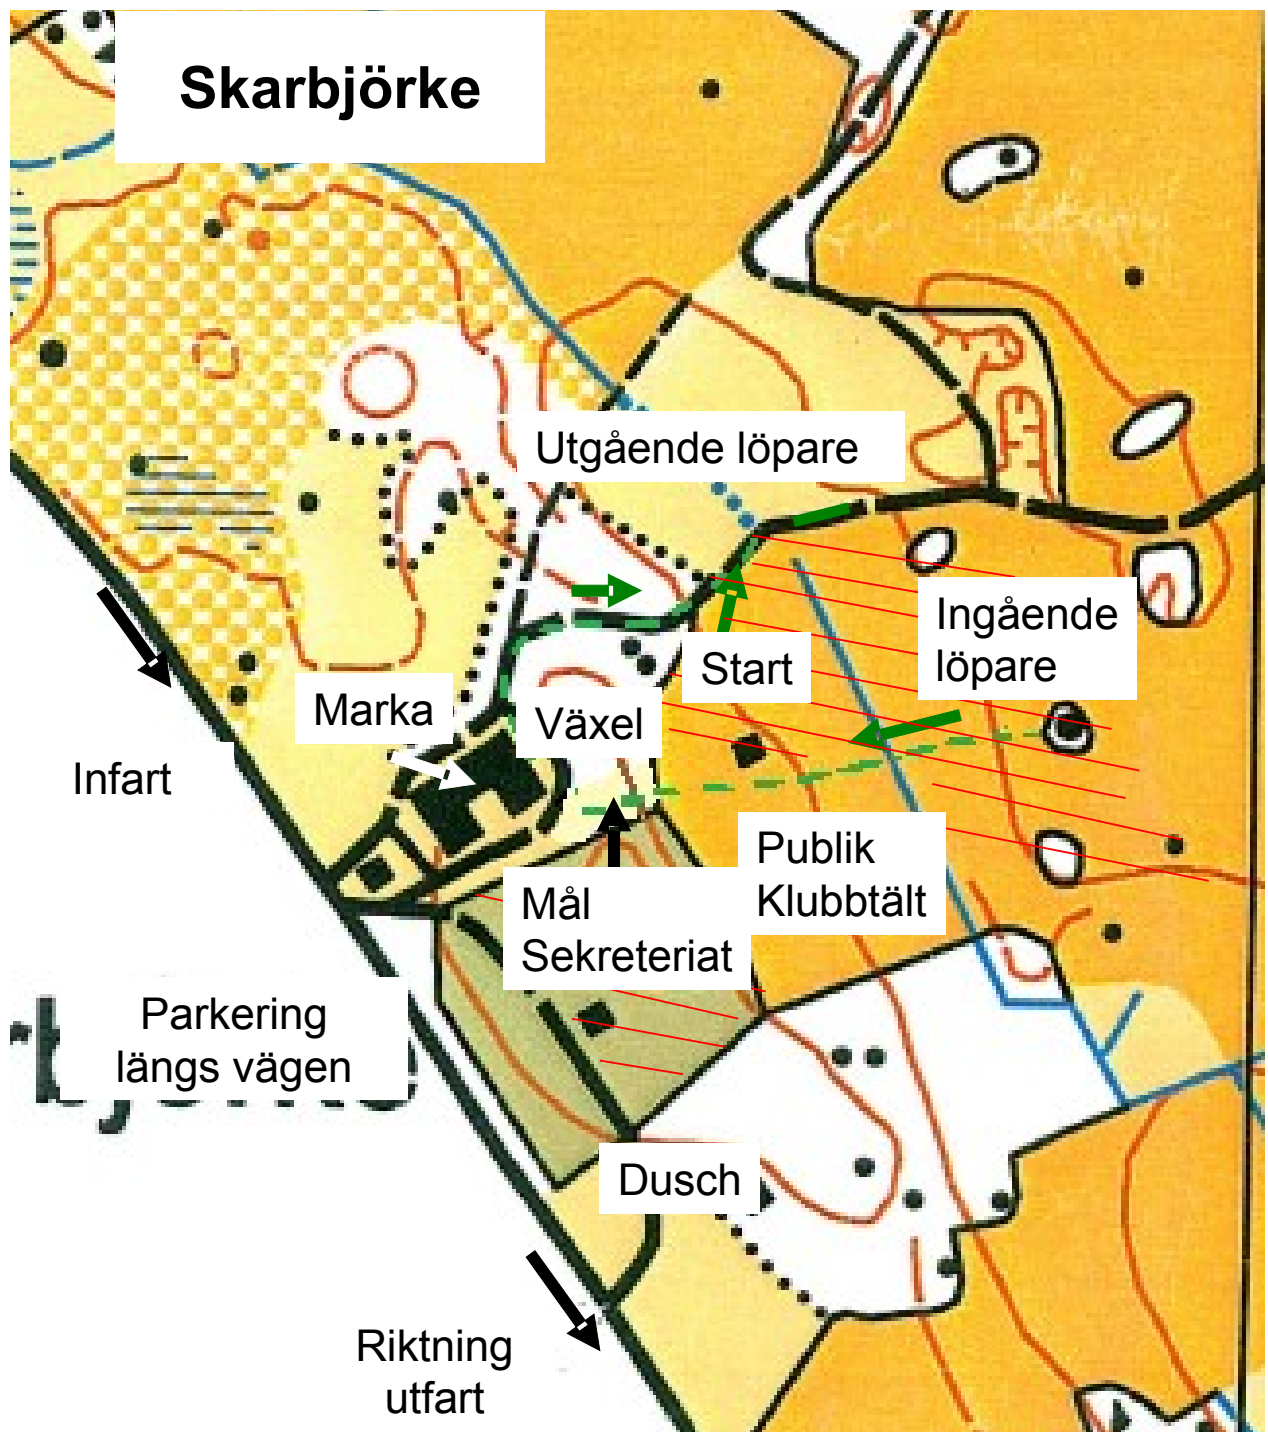 Skarbjörke
Utgående löpare
Ingående
löpare
Start
Marka
Växel
Infart
Publik
Klubbtält
Mål
Sekreteriat
Parkering
längs vägen
Dusch
Riktning
utfart